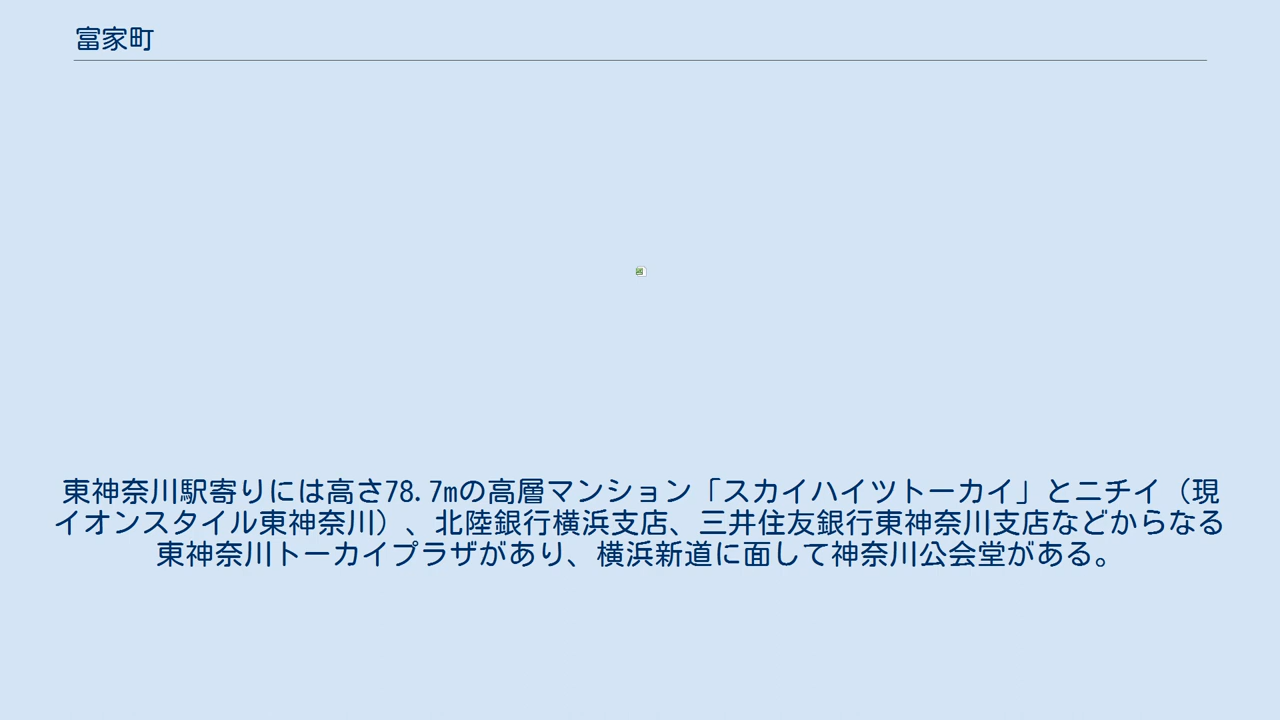 富家町
東神奈川駅寄りには高さ78.7mの高層マンション「スカイハイツトーカイ」とニチイ（現
イオンスタイル東神奈川）、北陸銀行横浜支店、三井住友銀行東神奈川支店などからなる
東神奈川トーカイプラザがあり、横浜新道に面して神奈川公会堂がある。